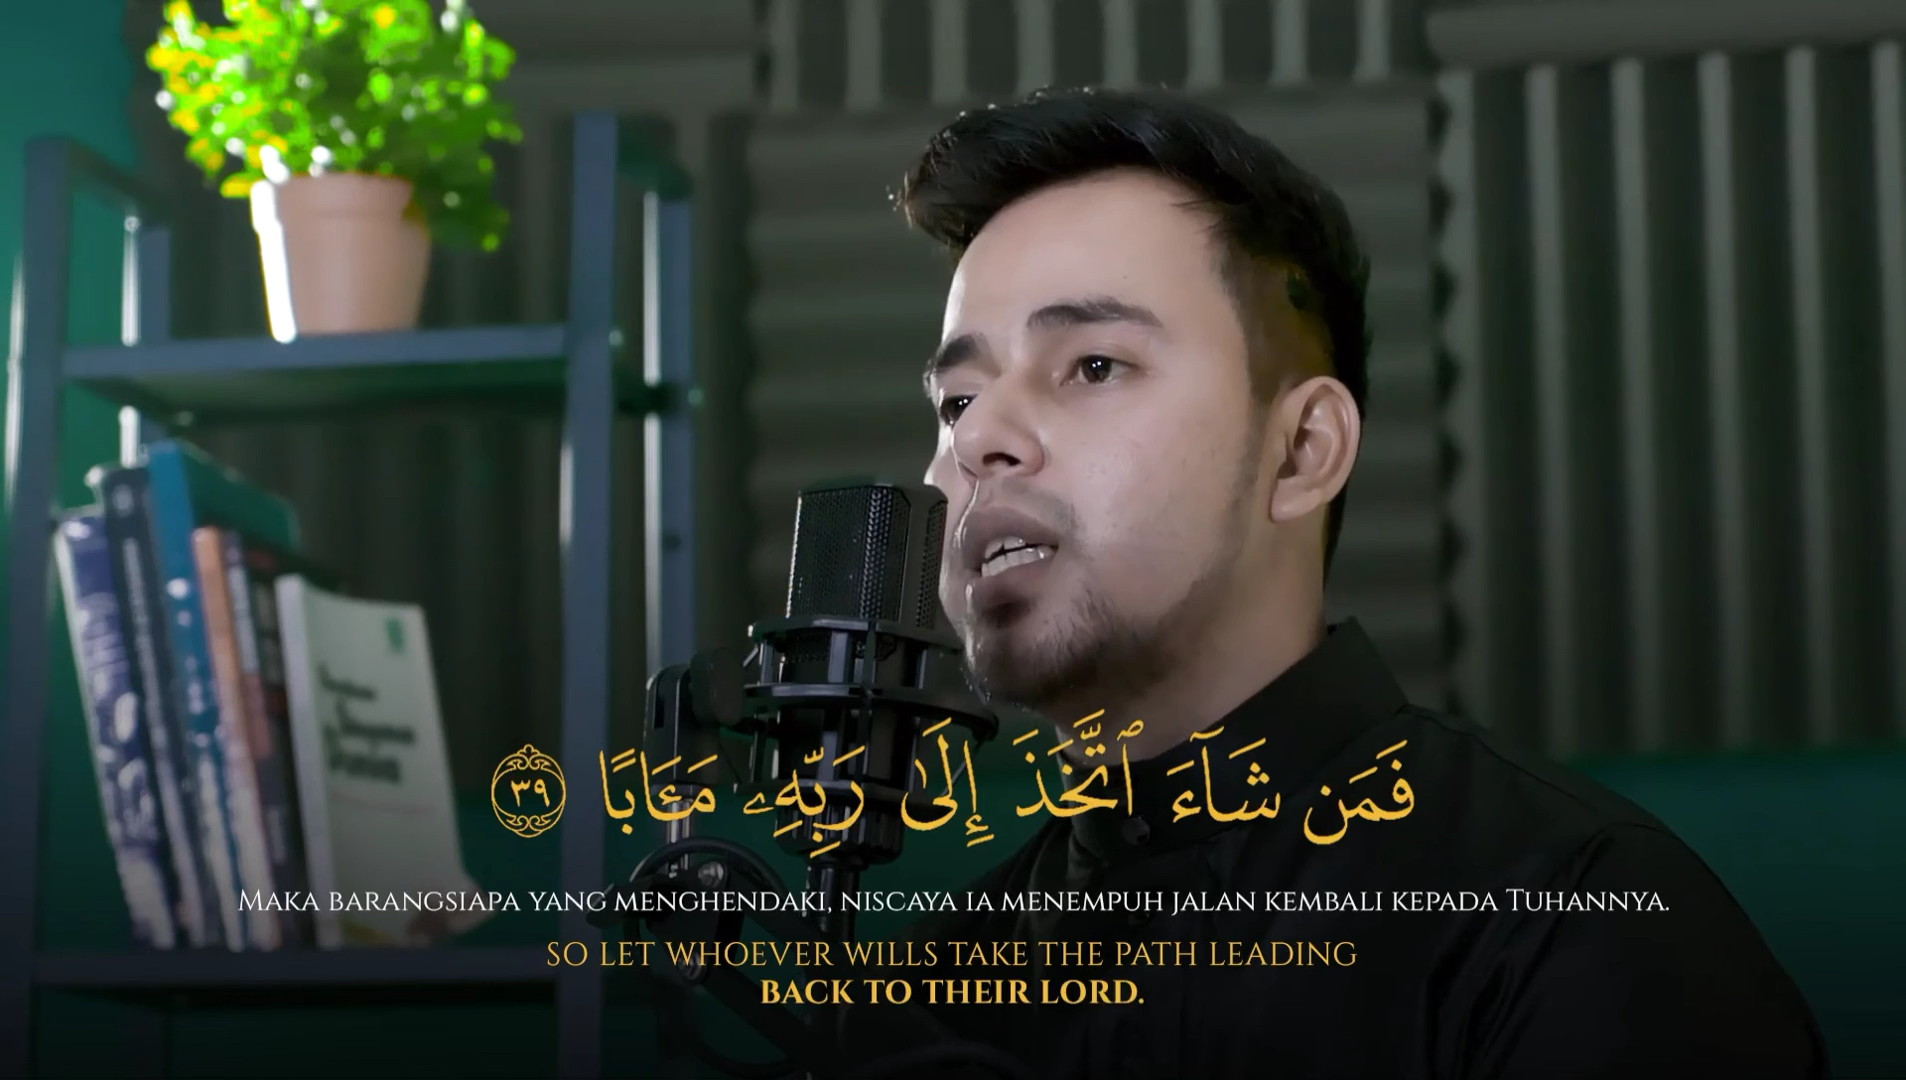 فَمَن شَآءَ ٱتَّخَذَ إِلَىٰ رَبِّهِۦ مَـَٔابًا ٣٩
MAKA BARANGSIAPA YANG MENGHENDAKI, NISCAYA IA MENEMPUH JALAN KEMBALI KEPADA TUHANNYA.
SO LET WHOEVER WILLS TAKE THE PATH LEADING
BACK TO THEIR LORD.